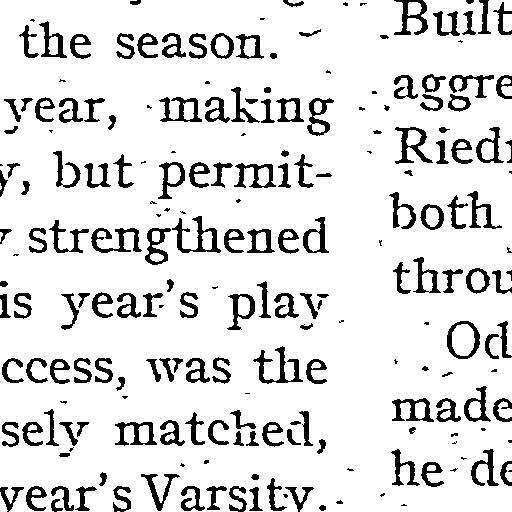 the season.
year, making
y, but permit-
y strengthened
is year's play
ccess, was the
sely matched,
year's Varsity.
Built
aggre
Ried
both
throu
Od
made
he de